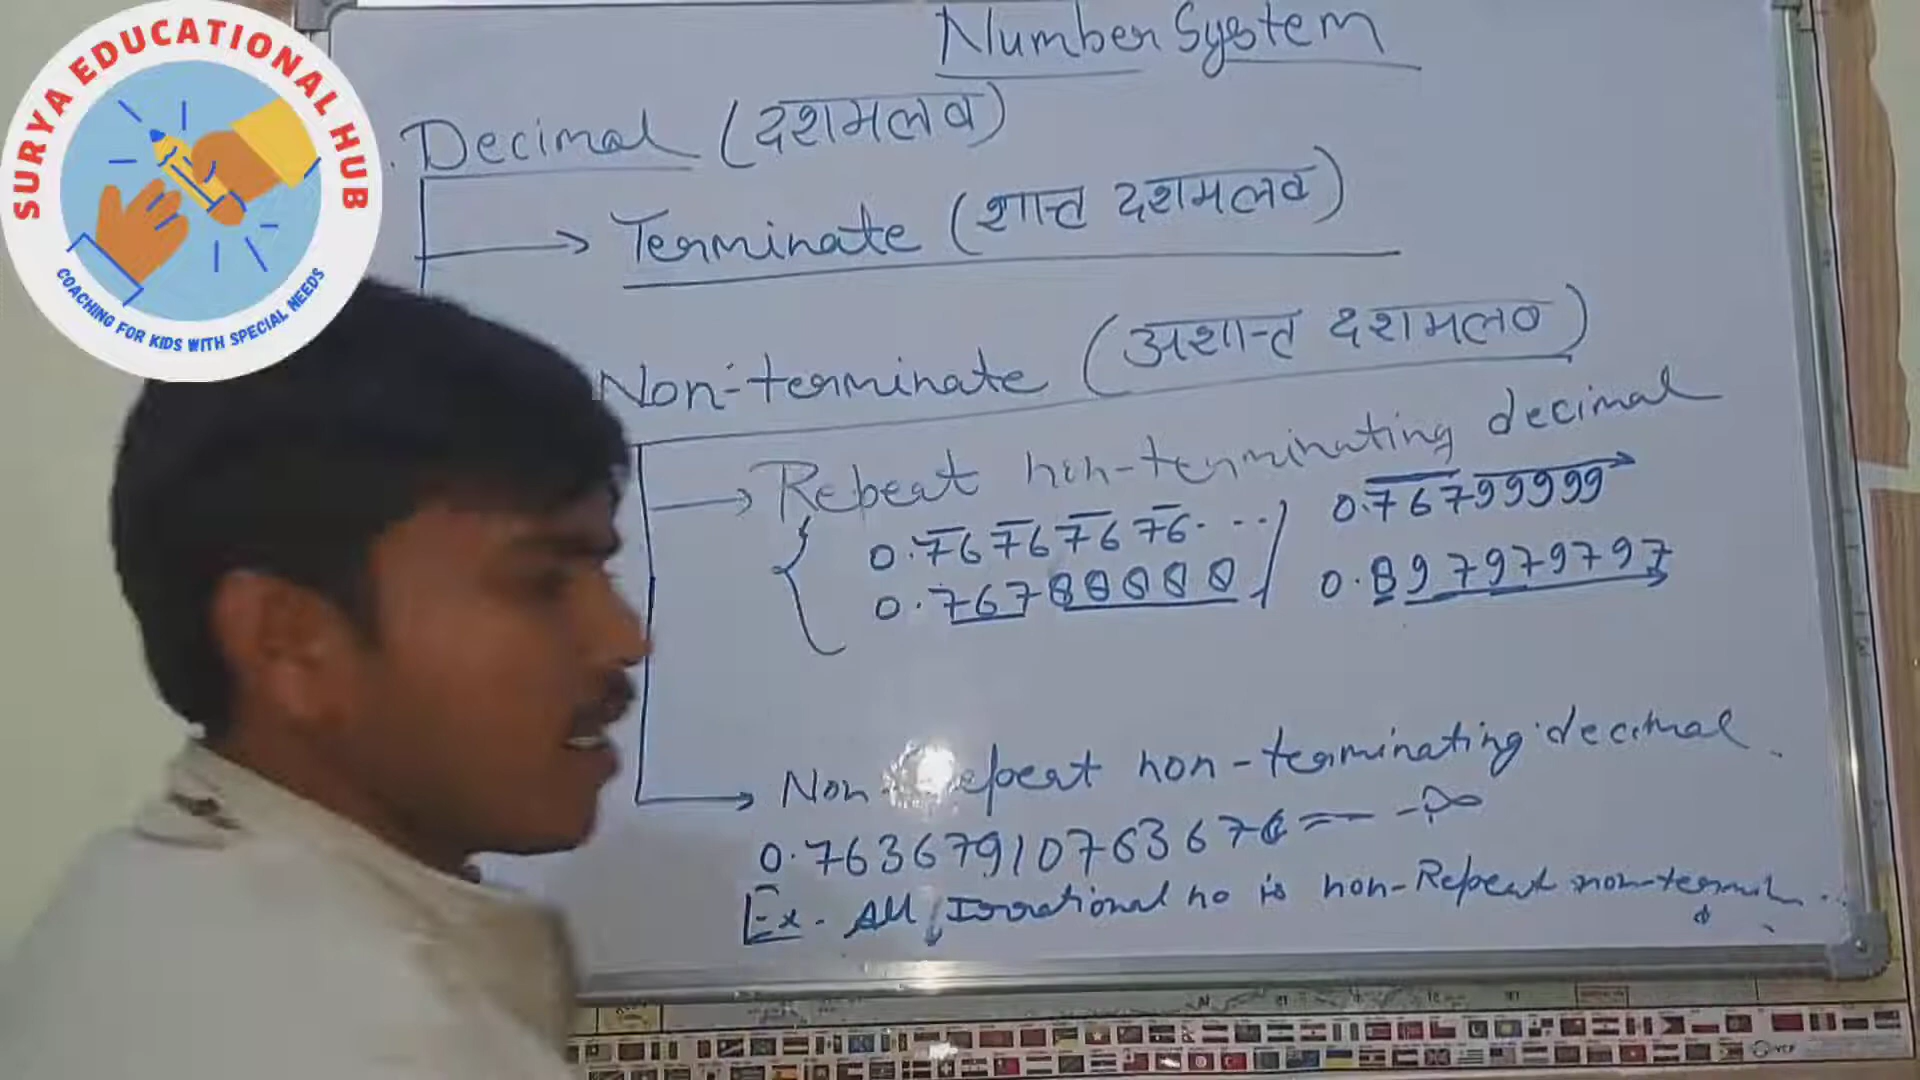 SURYA EDUCATIONAL HUB
COACHING FOR KIDS WITH SPECIAL NEEDS
Number System
Decimal (दशमलव)
Terminate (शान्त दशमलव)
Non-terminate (अशान्त दशमलव)
Repeat non-terminating decimal
0.76767676... / 0.76799999
0.76788888 / 0.897979797
Non-Repeat non-terminating decimal
0.76367910763676 -- - ∞
Ex - All Irrational no is non-Repeat non-termin...